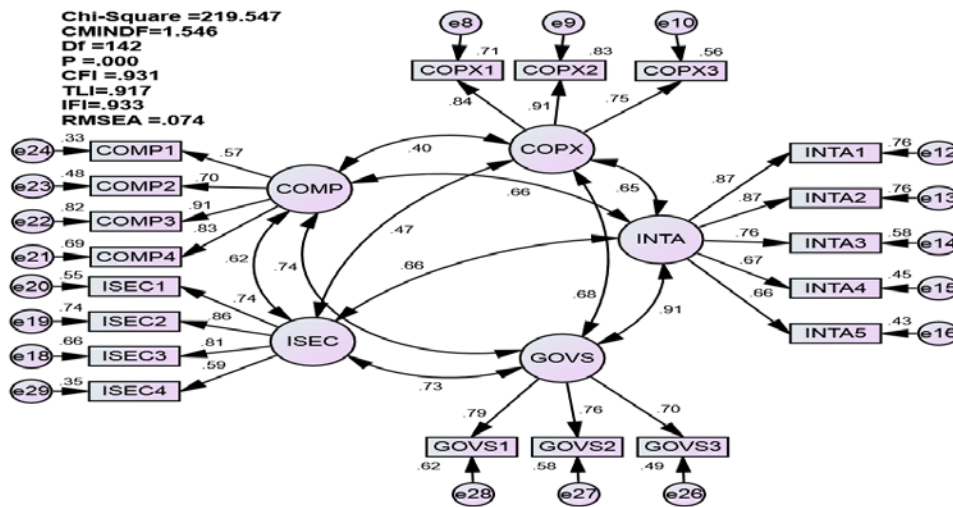 Chi-Square =219.547
CMINDF=1.546
Df =142
P =.000
CFI =.931
TLI=.917
IFI=.933
RMSEA =.074
e8 e9 e10
.71 .83 .56
COPX1 COPX2 COPX3
.84 .91 .75
COPX
e24 .33 COMP1 .57
e23 .48 COMP2 .70
e22 .82 COMP3 .91
e21 .69 COMP4 .83
COMP
.40
.66
.65
.47
.62
.74
.66
.68
.91
.73
INTA
.87 INTA1 .76 e12
.87 INTA2 .76 e13
.76 INTA3 .58 e14
.67 INTA4 .45 e15
.66 INTA5 .43 e16
e20 .55 ISEC1 .74
e19 .74 ISEC2 .86
e18 .66 ISEC3 .81
e29 .35 ISEC4 .59
ISEC
GOVS
.79 .76 .70
GOVS1 GOVS2 GOVS3
.62 .58 .49
e28 e27 e26